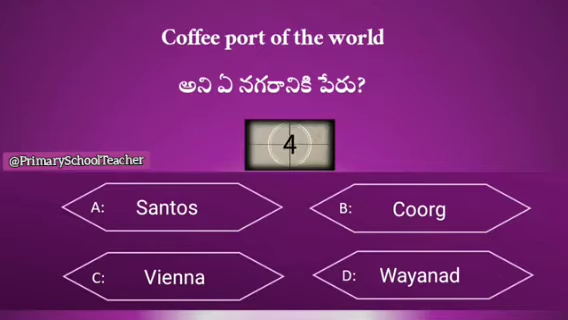 Coffee port of the world
అని ఏ నగరానికి పేరు?
4
@PrimarySchoolTeacher
A: Santos
B: Coorg
C: Vienna
D: Wayanad